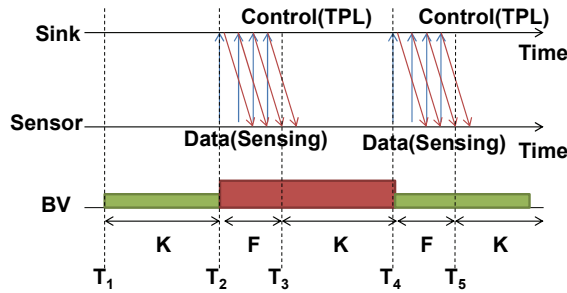 Control(TPL) Control(TPL)
Sink
Time
Sensor
Data(Sensing) Data(Sensing)
Time
BV
K F K F K
T1 T2 T3 T4 T5